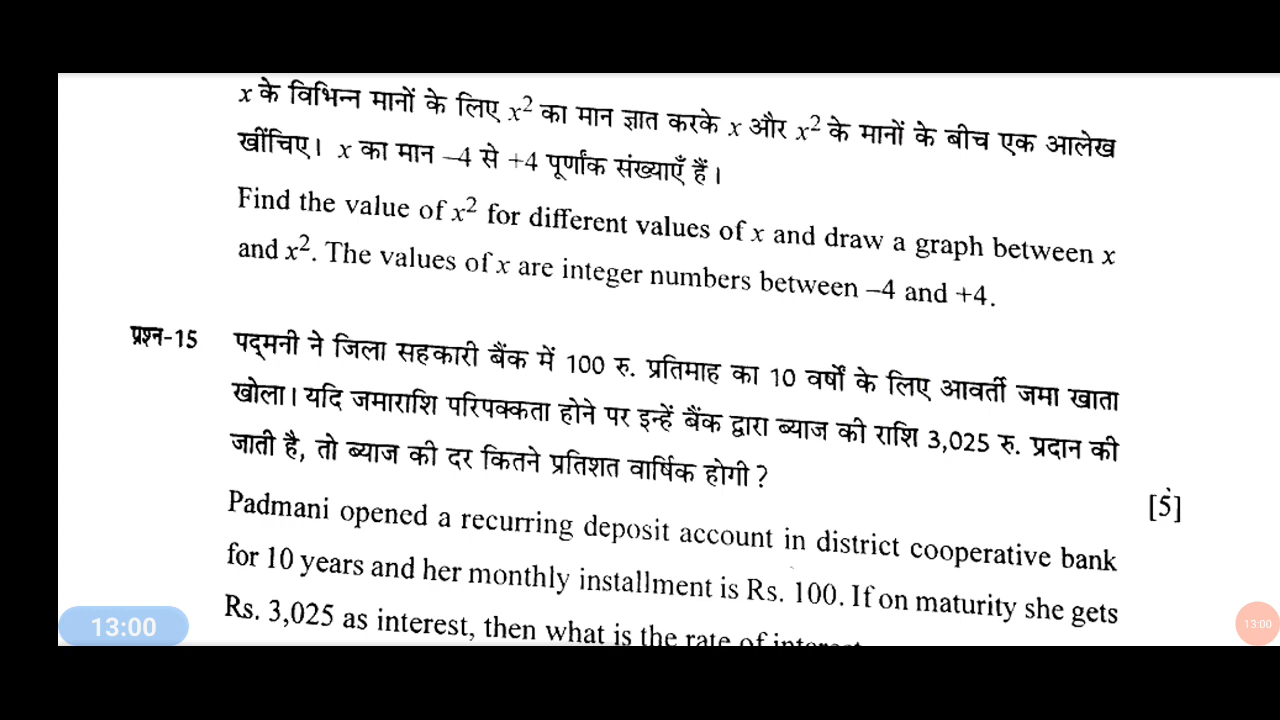 x के विभिन्न मानों के लिए x² का मान ज्ञात करके x और x² के मानों के बीच एक आलेख
खींचिए। x का मान –4 से +4 पूर्णांक संख्याएँ हैं।
Find the value of x² for different values of x and draw a graph between x
and x². The values of x are integer numbers between –4 and +4.
प्रश्न-15 पद्मनी ने जिला सहकारी बैंक में 100 रु. प्रतिमाह का 10 वर्षों के लिए आवर्ती जमा खाता
खोला। यदि जमाराशि परिपक्कता होने पर इन्हें बैंक द्वारा ब्याज की राशि 3,025 रु. प्रदान की
जाती है, तो ब्याज की दर कितने प्रतिशत वार्षिक होगी ?
[5]
Padmani opened a recurring deposit account in district cooperative bank
for 10 years and her monthly installment is Rs. 100. If on maturity she gets
Rs. 3,025 as interest, then what is the rate of interest
13:00
13:00